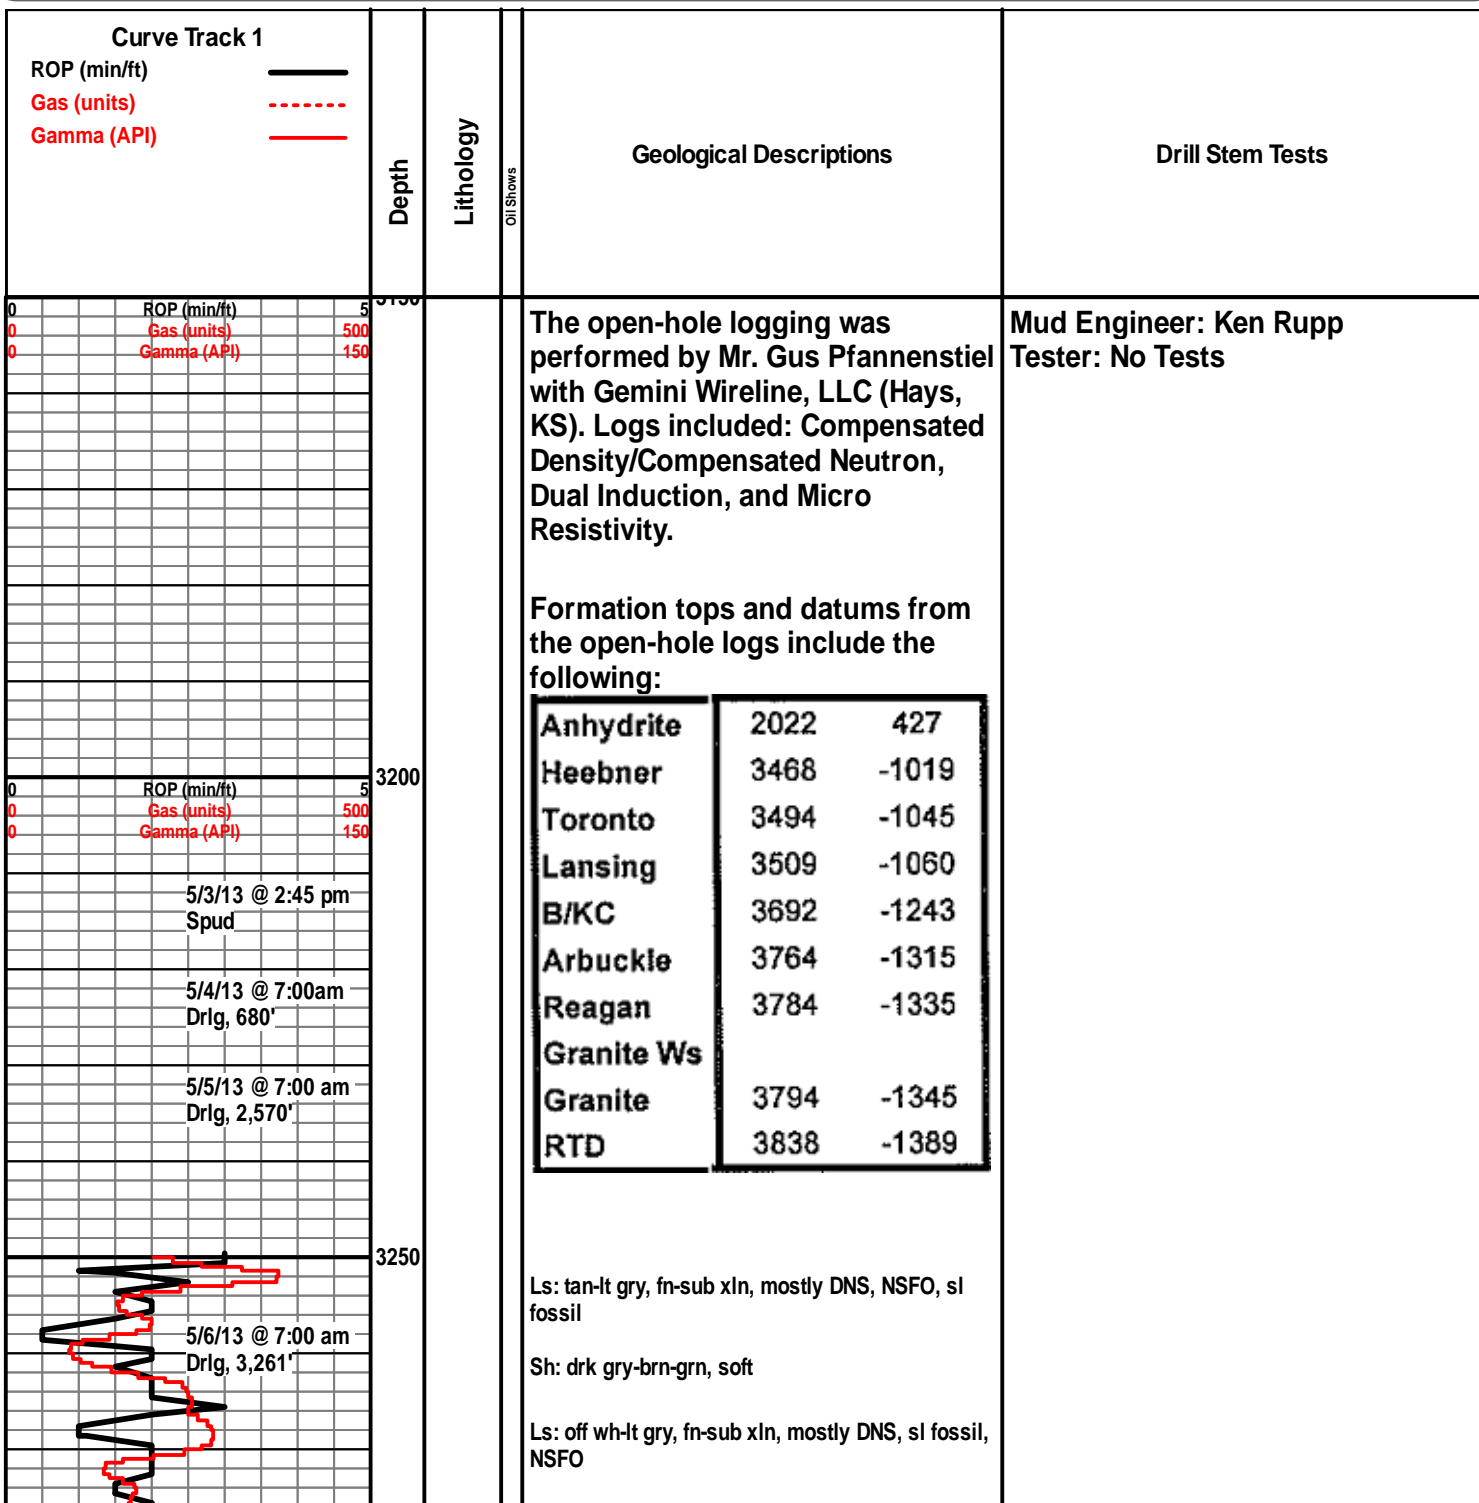 Curve Track 1
ROP (min/ft)
Gas (units)
Gamma (API)
Depth
Lithology
Oil Shows
Geological Descriptions
Drill Stem Tests
0 ROP (min/ft) 5
0 Gas (units) 500
0 Gamma (API) 150
3150
The open-hole logging was
performed by Mr. Gus Pfannenstiel
with Gemini Wireline, LLC (Hays,
KS). Logs included: Compensated
Density/Compensated Neutron,
Dual Induction, and Micro
Resistivity.
Mud Engineer: Ken Rupp
Tester: No Tests
Formation tops and datums from
the open-hole logs include the
following:
Anhydrite 2022 427
Heebner 3468 -1019
Toronto 3494 -1045
Lansing 3509 -1060
B/KC 3692 -1243
Arbuckle 3764 -1315
Reagan 3784 -1335
Granite Ws
Granite 3794 -1345
RTD 3838 -1389
3200
0 ROP (min/ft) 5
0 Gas (units) 500
0 Gamma (API) 150
5/3/13 @ 2:45 pm
Spud
5/4/13 @ 7:00am
Drlg, 680'
5/5/13 @ 7:00 am
Drlg, 2,570'
3250
5/6/13 @ 7:00 am
Drlg, 3,261'
Ls: tan-lt gry, fn-sub xln, mostly DNS, NSFO, sl
fossil
Sh: drk gry-brn-grn, soft
Ls: off wh-lt gry, fn-sub xln, mostly DNS, sl fossil,
NSFO